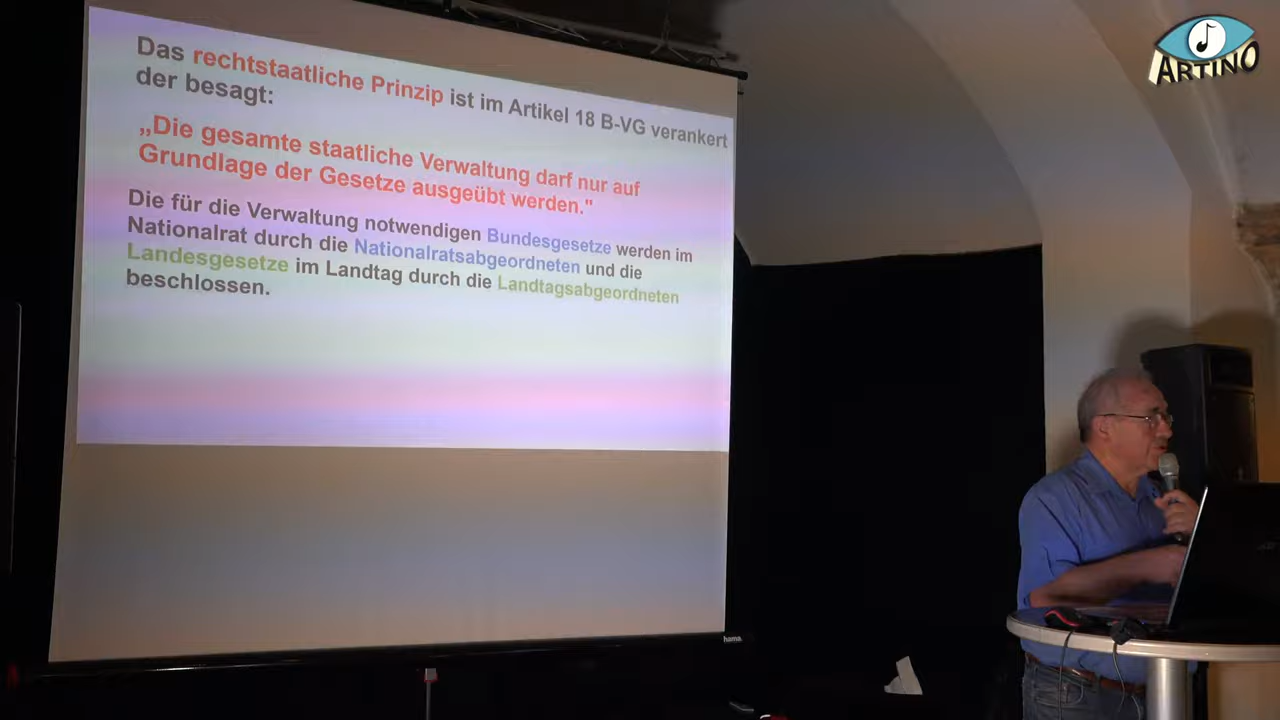 Das rechtstaatliche Prinzip ist im Artikel 18 B-VG verankert
der besagt:
„Die gesamte staatliche Verwaltung darf nur auf
Grundlage der Gesetze ausgeübt werden."
Die für die Verwaltung notwendigen Bundesgesetze werden im
Nationalrat durch die Nationalratsabgeordneten und die
Landesgesetze im Landtag durch die Landtagsabgeordneten
beschlossen.
ARTINO
hama